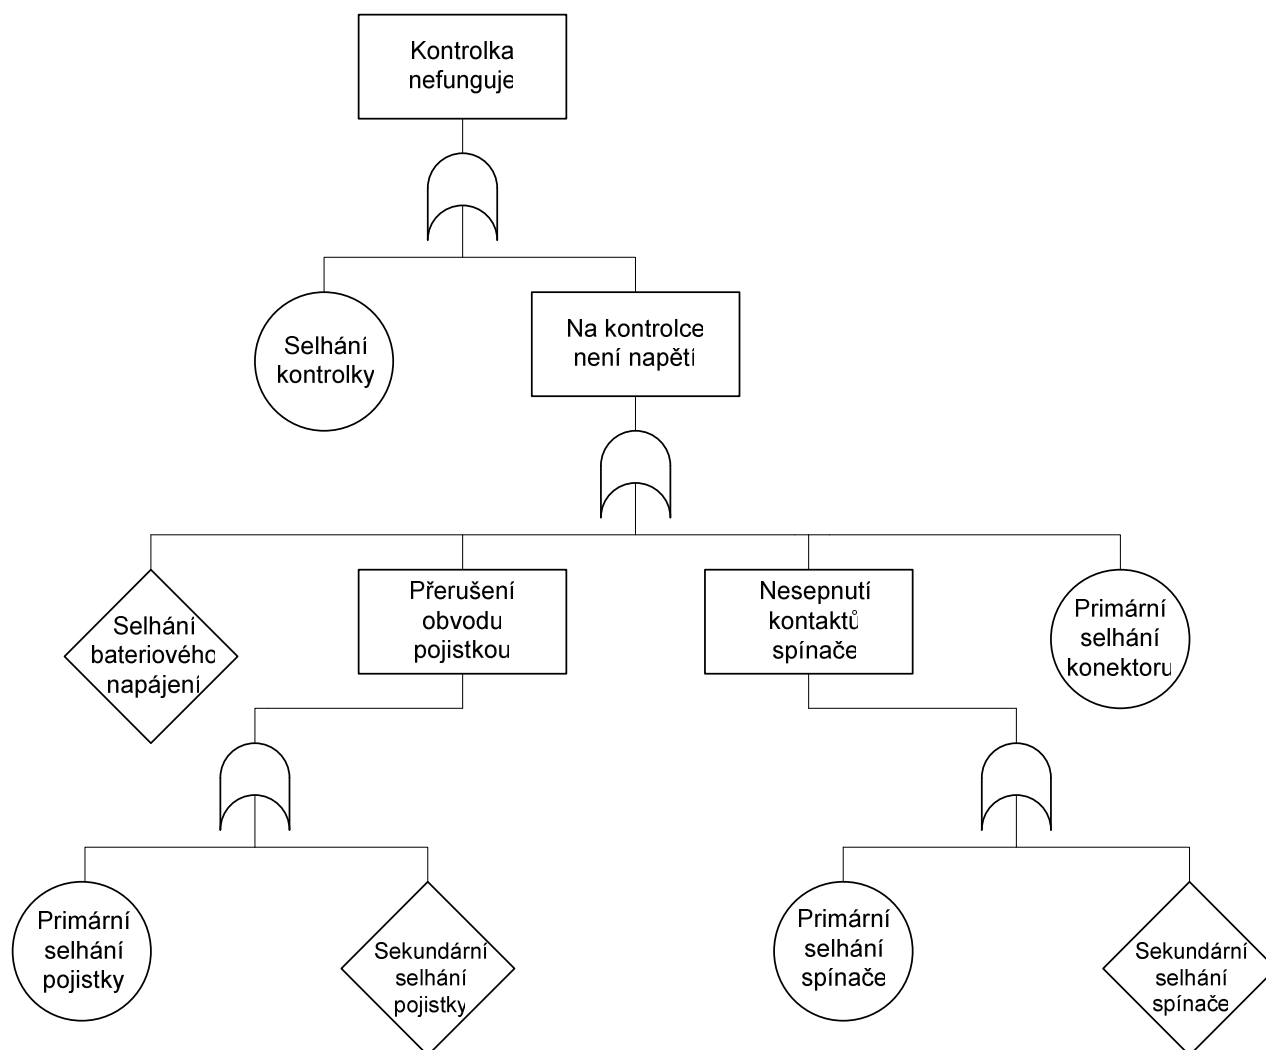 Kontrolka
nefunguje
Selhání
kontrolky
Na kontrolce
není napětí
Selhání
bateriového
napájení
Přerušení
obvodu
pojistkou
Nesepnutí
kontaktů
spínače
Primární
selhání
konektoru
Primární
selhání
pojistky
Sekundární
selhání
pojistky
Primární
selhání
spínače
Sekundární
selhání
spínače